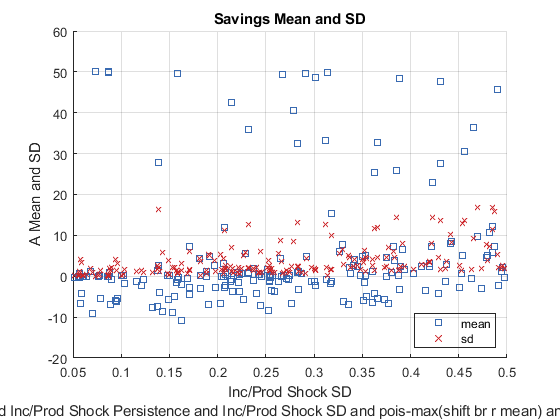 Savings Mean and SD
60
50
40
30
20
10
0
-10
-20
A Mean and SD
mean
sd
0.05 0.1 0.15 0.2 0.25 0.3 0.35 0.4 0.45 0.5
Inc/Prod Shock SD
d Inc/Prod Shock Persistence and Inc/Prod Shock SD and pois-max(shift br r mean) a